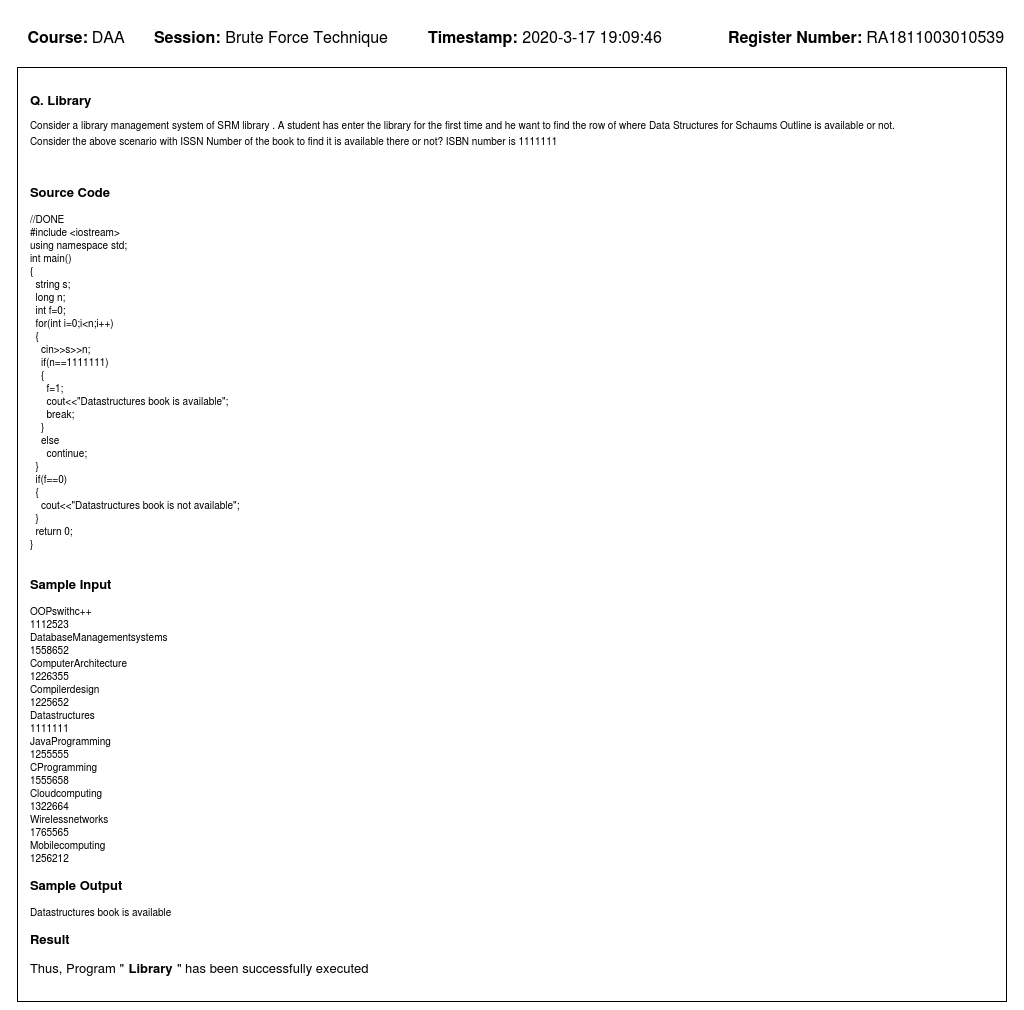 Course: DAA Session: Brute Force Technique Timestamp: 2020-3-17 19:09:46 Register Number: RA1811003010539
Q. Library
Consider a library management system of SRM library . A student has enter the library for the first time and he want to find the row of where Data Structures for Schaums Outline is available or not.
Consider the above scenario with ISSN Number of the book to find it is available there or not? ISBN number is 1111111
Source Code
//DONE
#include <iostream>
using namespace std;
int main()
{
  string s;
  long n;
  int f=0;
  for(int i=0;i<n;i++)
  {
    cin>>s>>n;
    if(n==1111111)
    {
      f=1;
      cout<<"Datastructures book is available";
      break;
    }
    else
      continue;
  }
  if(f==0)
  {
    cout<<"Datastructures book is not available";
  }
  return 0;
}
Sample Input
OOPswithc++
1112523
DatabaseManagementsystems
1558652
ComputerArchitecture
1226355
Compilerdesign
1225652
Datastructures
1111111
JavaProgramming
1255555
CProgramming
1555658
Cloudcomputing
1322664
Wirelessnetworks
1765565
Mobilecomputing
1256212
Sample Output
Datastructures book is available
Result
Thus, Program " Library " has been successfully executed